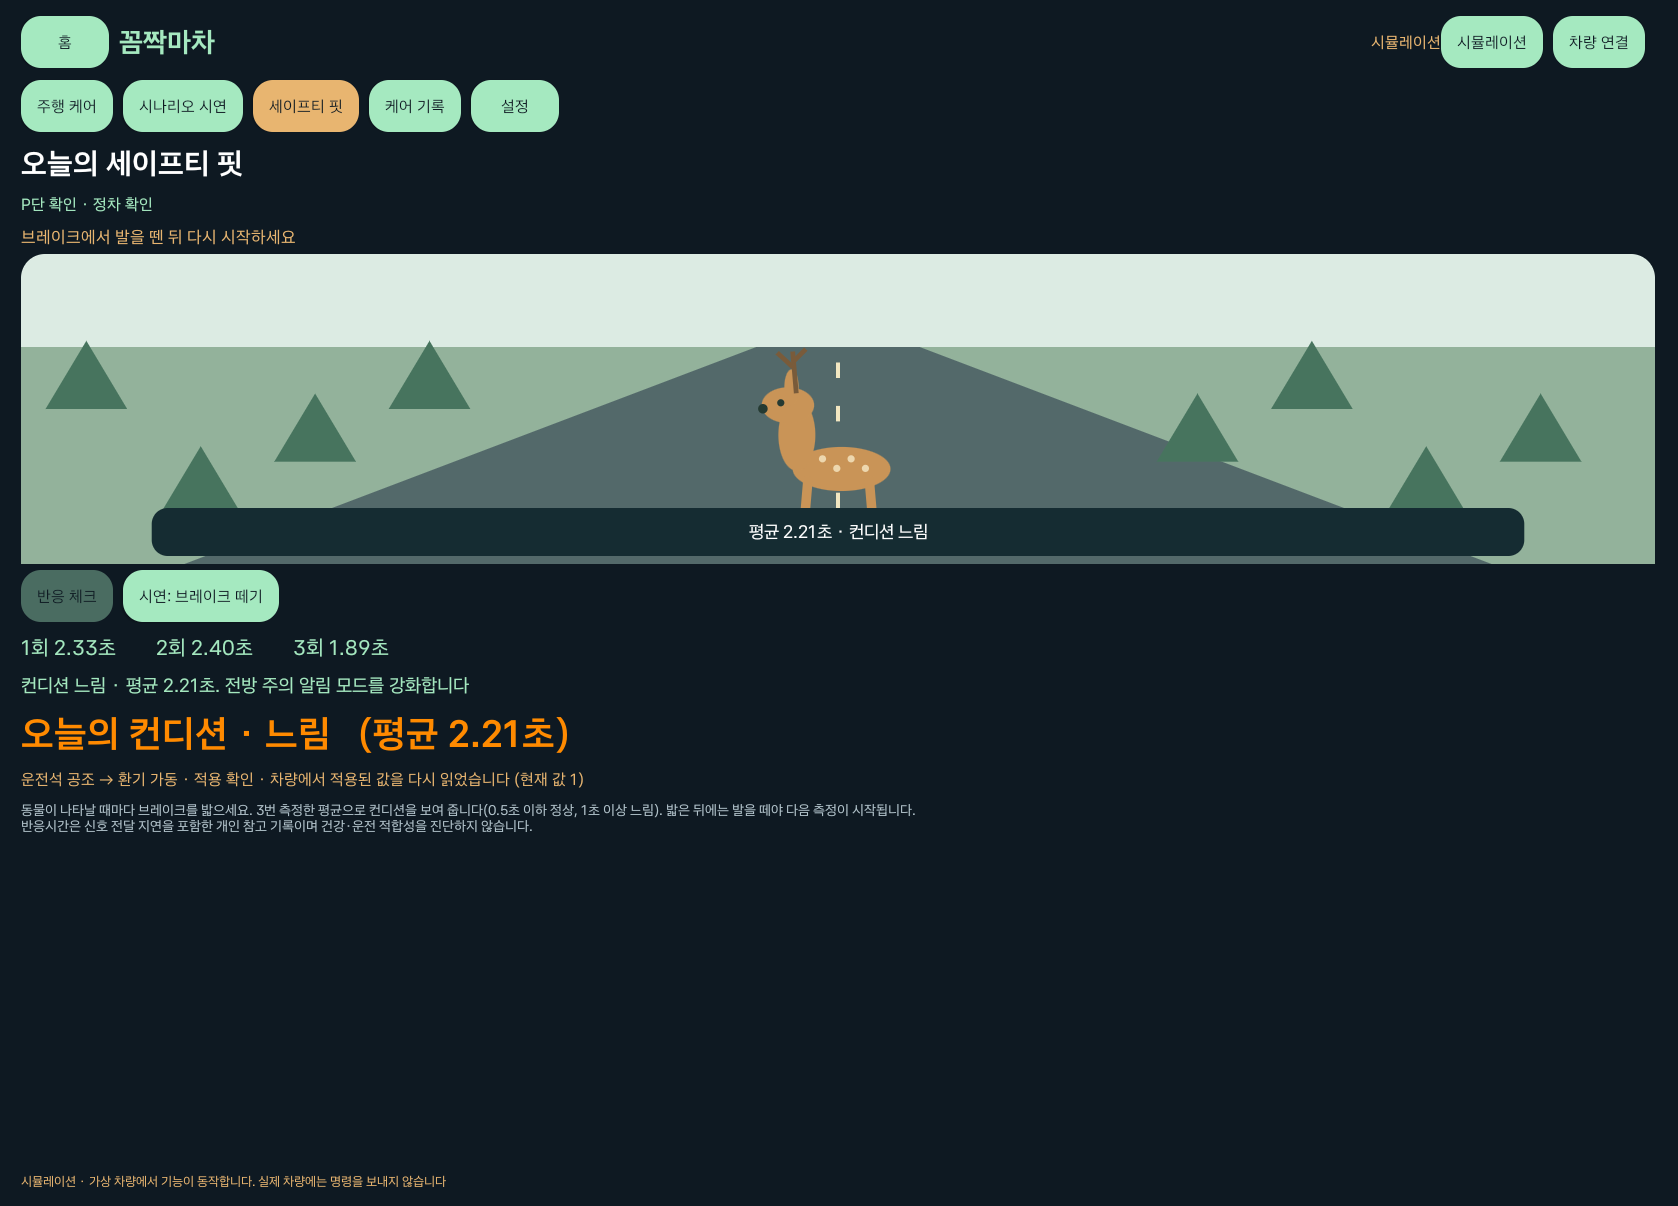 홈 꼼짝마차 시뮬레이션 시뮬레이션 차량 연결
주행 케어 시나리오 시연 세이프티 핏 케어 기록 설정
오늘의 세이프티 핏
P단 확인 · 정차 확인
브레이크에서 발을 뗀 뒤 다시 시작하세요
평균 2.21초 · 컨디션 느림
반응 체크 시연: 브레이크 떼기
1회 2.33초 2회 2.40초 3회 1.89초
컨디션 느림 · 평균 2.21초. 전방 주의 알림 모드를 강화합니다
오늘의 컨디션 · 느림 (평균 2.21초)
운전석 공조 → 환기 가동 · 적용 확인 · 차량에서 적용된 값을 다시 읽었습니다 (현재 값 1)
동물이 나타날 때마다 브레이크를 밟으세요. 3번 측정한 평균으로 컨디션을 보여 줍니다(0.5초 이하 정상, 1초 이상 느림). 밟은 뒤에는 발을 떼야 다음 측정이 시작됩니다.
반응시간은 신호 전달 지연을 포함한 개인 참고 기록이며 건강·운전 적합성을 진단하지 않습니다.
시뮬레이션 · 가상 차량에서 기능이 동작합니다. 실제 차량에는 명령을 보내지 않습니다